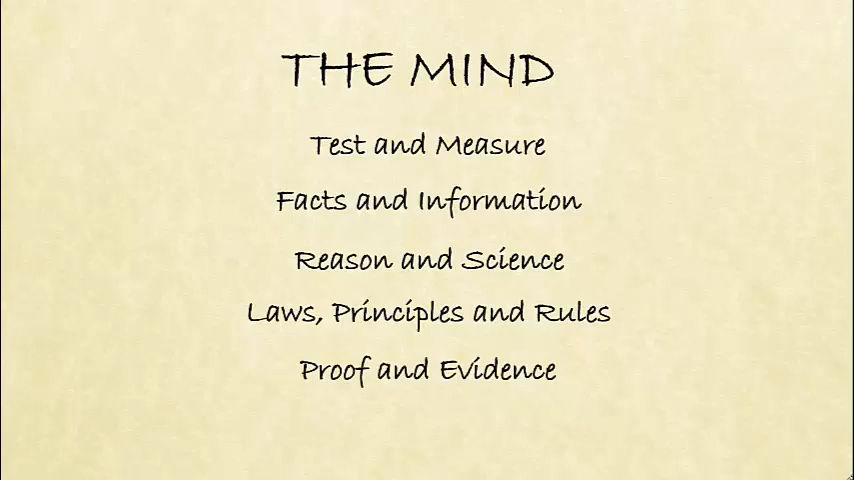 THE MIND
Test and Measure
Facts and Information
Reason and Science
Laws, Principles and Rules
Proof and Evidence